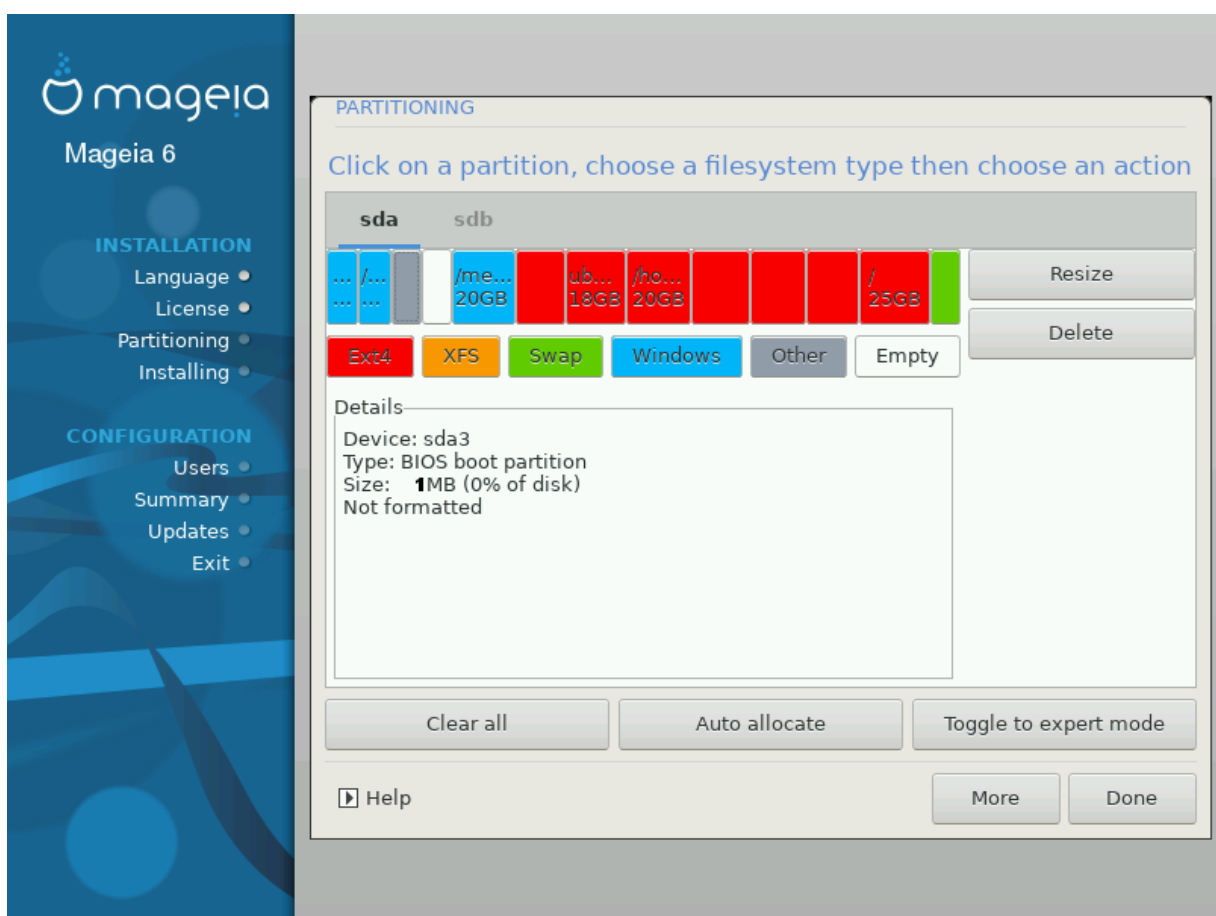 mageia
Mageia 6
INSTALLATION
Language
License
Partitioning
Installing
CONFIGURATION
Users
Summary
Updates
Exit
PARTITIONING
Click on a partition, choose a filesystem type then choose an action
sda sdb
... /... /me... ub... /ho... /
... ... 20GB 18GB 20GB 25GB
Resize
Delete
Ext4 XFS Swap Windows Other Empty
Details
Device: sda3
Type: BIOS boot partition
Size: 1MB (0% of disk)
Not formatted
Clear all Auto allocate Toggle to expert mode
Help More Done